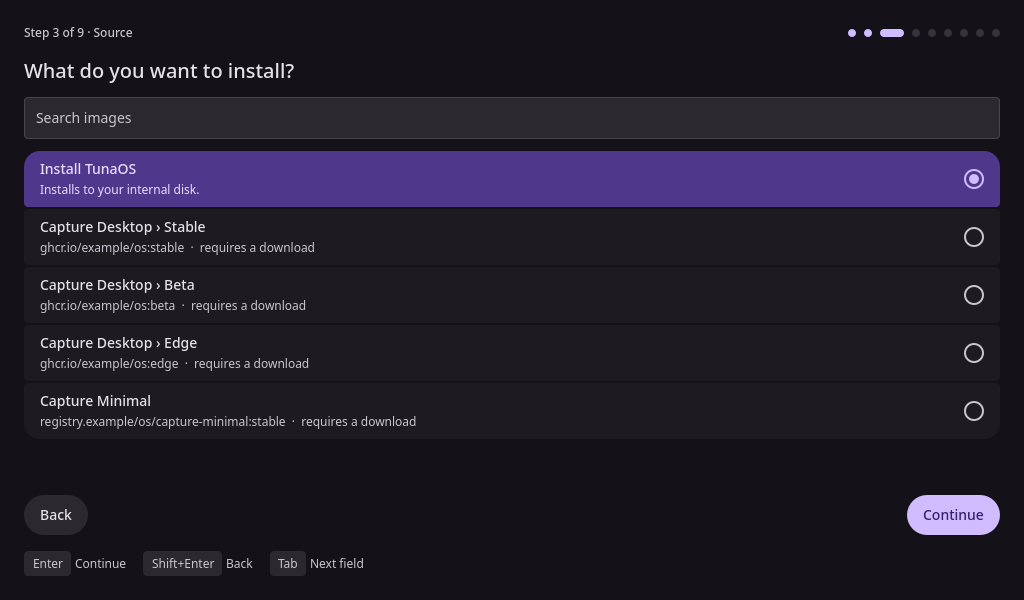 Step 3 of 9 · Source
What do you want to install?
Search images
Install TunaOS
Installs to your internal disk.
Capture Desktop › Stable
ghcr.io/example/os:stable · requires a download
Capture Desktop › Beta
ghcr.io/example/os:beta · requires a download
Capture Desktop › Edge
ghcr.io/example/os:edge · requires a download
Capture Minimal
registry.example/os/capture-minimal:stable · requires a download
Back
Continue
Enter Continue Shift+Enter Back Tab Next field